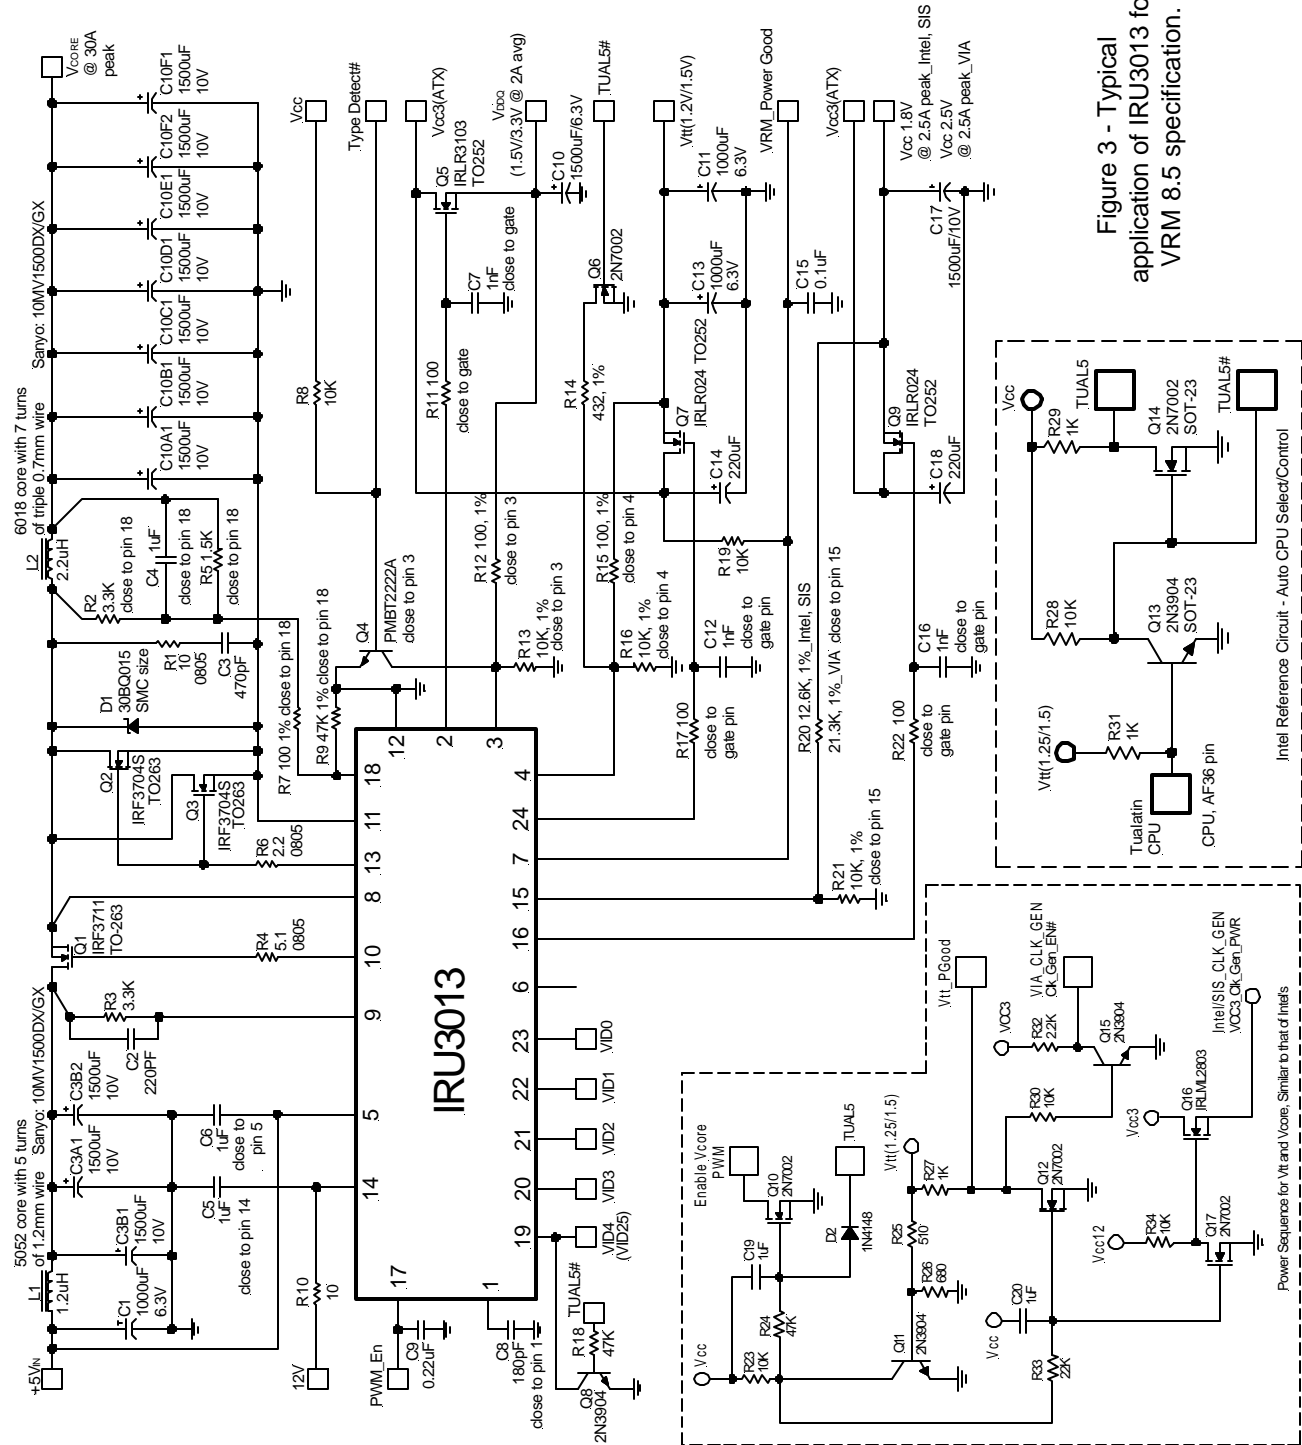 +5VIN
L1
1.2uH
5052 core with 5 turns
of 1.2mm wire
Sanyo: 10MV1500DX/GX
C1
1000uF
6.3V
C3B1
1500uF
10V
C3A1
1500uF
10V
C3B2
1500uF
10V
C5
1uF
close to pin 14
C6
1uF
close to
pin 5
C2
220PF
R3
3.3K
Q1
IRF3711
TO-263
R4
5.1
0805
R6
2.2
0805
Q3
IRF3704S
TO263
Q2
IRF3704S
TO263
D1
30BQ015
SMC size
R1
10
0805
C3
470pF
R2
3.3K
close to pin 18
C4 1uF
close to pin 18
R5 1.5K
close to pin 18
L2
2.2uH
6018 core with 7 turns
of triple 0.7mm wire
Sanyo: 10MV1500DX/GX
C10A1
1500uF
10V
C10B1
1500uF
10V
C10C1
1500uF
10V
C10D1
1500uF
10V
C10E1
1500uF
10V
C10F2
1500uF
10V
C10F1
1500uF
10V
VCORE
@ 30A
peak
12V
R10
10
R7 100 1% close to pin 18
R9 47K 1% close to pin 18
Q4
PMBT2222A
close to pin 3
R8
10K
Vcc
Type Detect#
Vcc3(ATX)
Q5
IRLR3103
TO252
VDDQ
(1.5V/3.3V @ 2A avg)
R11 100
close to gate
C7
1nF
close to gate
C10
1500uF/6.3V
R12 100, 1%
close to pin 3
R13
10K, 1%
close to pin 3
R14
432, 1%
Q6
2N7002
TUAL5#
R15 100, 1%
close to pin 4
R16
10K, 1%
close to pin 4
Q7
IRLR024 TO252
Vtt(1.2V/1.5V)
C11
1000uF
6.3V
C13
1000uF
6.3V
C14
220uF
R17 100
close to
gate pin
C12
1nF
close to
gate pin
R19
10K
VRM_Power Good
C15
0.1uF
R20 12.6K, 1%_Intel, SIS
21.3K, 1%_VIA close to pin 15
R21
10K, 1%
close to pin 15
R22 100
close to
gate pin
C16
1nF
close to
gate pin
Q9
IRLR024
TO252
C18
220uF
C17
1500uF/10V
Vcc3(ATX)
Vcc 1.8V
@ 2.5A peak_Intel, SIS
Vcc 2.5V
@ 2.5A peak_VIA
IRU3013
14
5
9
10
8
13
11
18
12
2
3
4
24
7
15
16
6
23
22
21
20
19
1
17
PWM_En
C9
0.22uF
C8
180pF
close to pin 1
TUAL5#
R18
47K
Q8
2N3904
VID4
(VID25)
VID3
VID2
VID1
VID0
Figure 3 - Typical
application of IRU3013 fo
VRM 8.5 specification.
Vcc
Enable Vcore
PWM
R23
10K
R24
47K
C19
1uF
Q10
2N7002
D2
1N4148
TUAL5
Q11
2N3904
R26
680
R25
510
Vtt(1.25/1.5)
R27
1K
Vtt_PGood
Q12
2N7002
R30
10K
VCC3
R32
2.2K
VIA_CLK_GEN
Clk_Gen_EN#
Q15
2N3904
Vcc
C20
1uF
R33
22K
Vcc12
R34
10K
Q17
2N7002
Vcc3
Q16
IRLML2803
Intel/SIS_CLK_GEN
VCC3_Clk_Gen_PWR
Power Sequence for Vtt and Vcore, Similar to that of Intel's
Vtt(1.25/1.5)
R31
1K
Tualatin
CPU
CPU, AF36 pin
Q13
2N3904
SOT-23
R28
10K
R29
1K
Vcc
TUAL5
Q14
2N7002
SOT-23
TUAL5#
Intel Reference Circuit - Auto CPU Select/Control